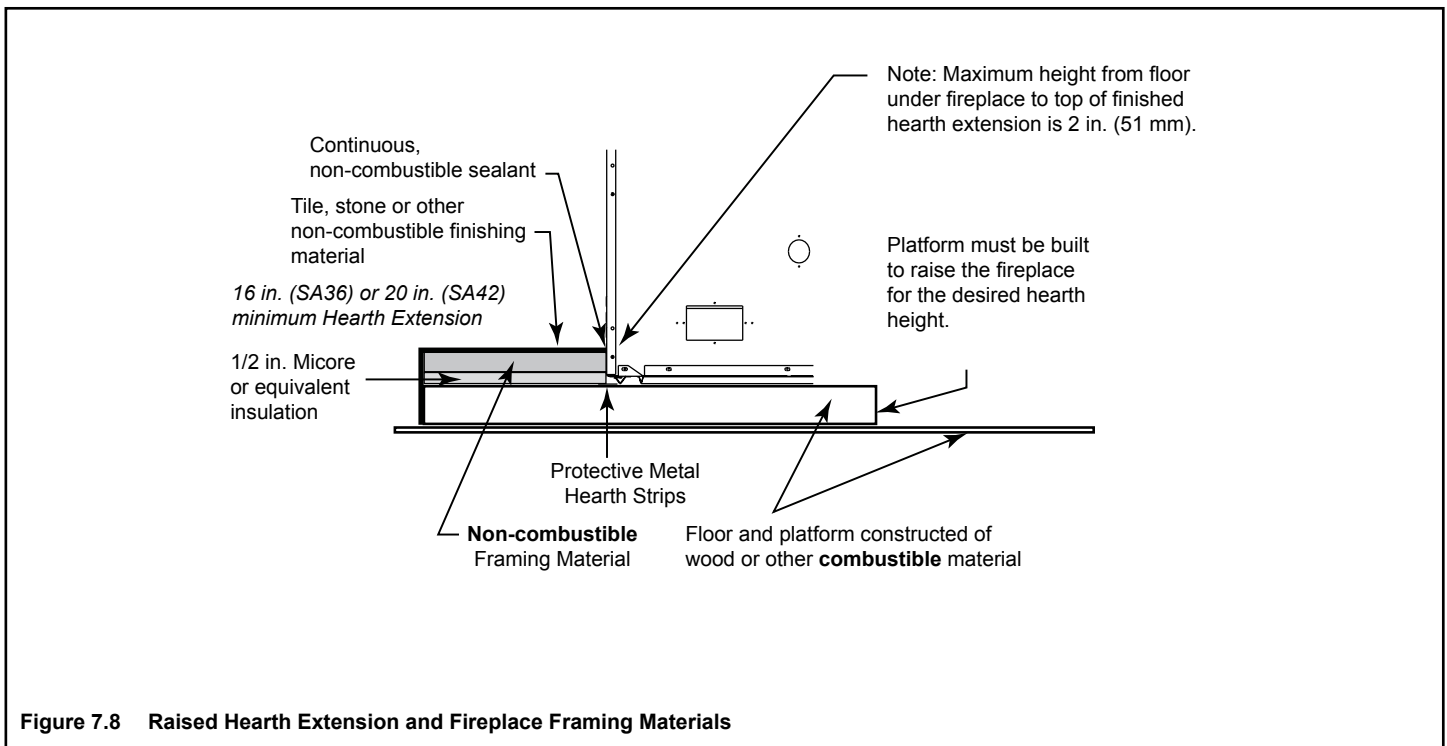 Note: Maximum height from floor
under fireplace to top of finished
hearth extension is 2 in. (51 mm).
Continuous,
non-combustible sealant
Tile, stone or other
non-combustible finishing
material
16 in. (SA36) or 20 in. (SA42)
minimum Hearth Extension
1/2 in. Micore
or equivalent
insulation
Platform must be built
to raise the fireplace
for the desired hearth
height.
Protective Metal
Hearth Strips
Non-combustible
Framing Material
Floor and platform constructed of
wood or other combustible material
Figure 7.8 Raised Hearth Extension and Fireplace Framing Materials